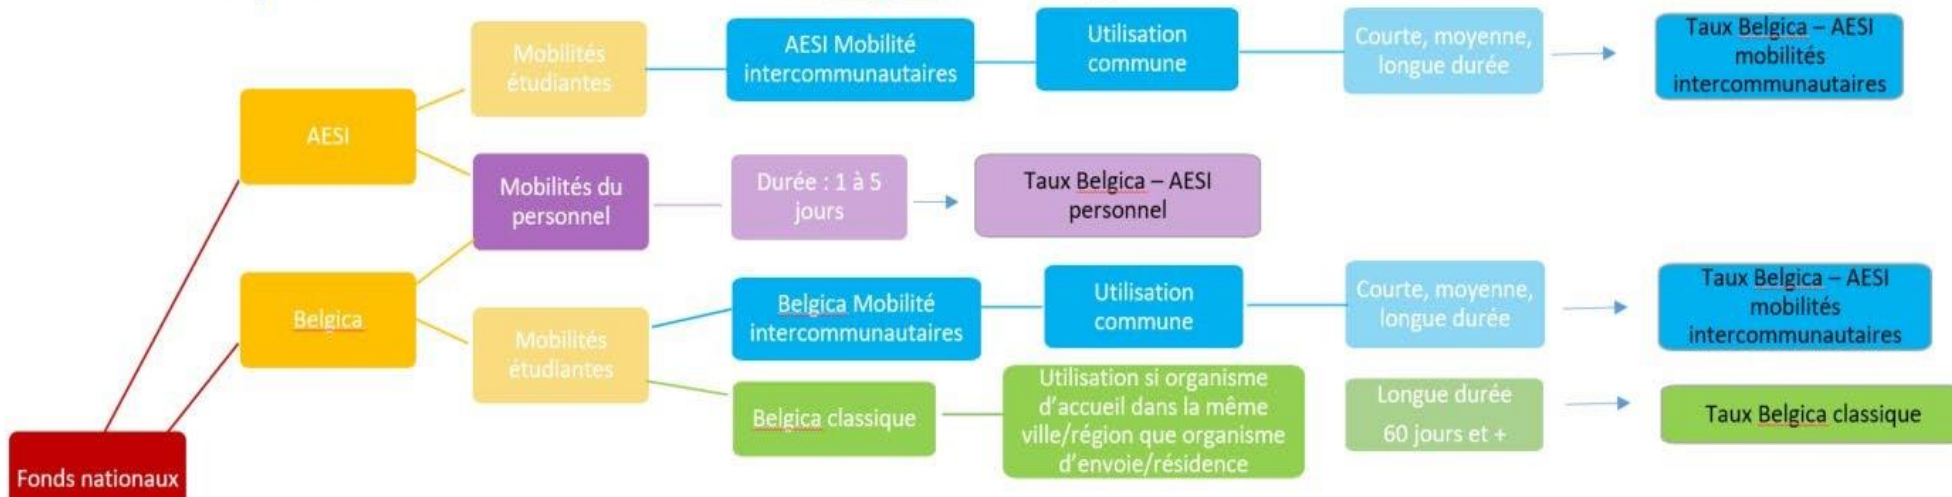 Mobilités
étudiantes
AESI Mobilité
intercommunautaires
Utilisation
commune
Courte, moyenne,
longue durée
Taux Belgica – AESI
mobilités
intercommunautaires
AESI
Mobilités du
personnel
Durée : 1 à 5
jours
Taux Belgica – AESI
personnel
Belgica
Mobilités
étudiantes
Belgica Mobilité
intercommunautaires
Utilisation
commune
Courte, moyenne,
longue durée
Taux Belgica – AESI
mobilités
intercommunautaires
Belgica classique
Utilisation si organisme
d'accueil dans la même
ville/région que organisme
d'envoie/résidence
Longue durée
60 jours et +
Taux Belgica classique
Fonds nationaux